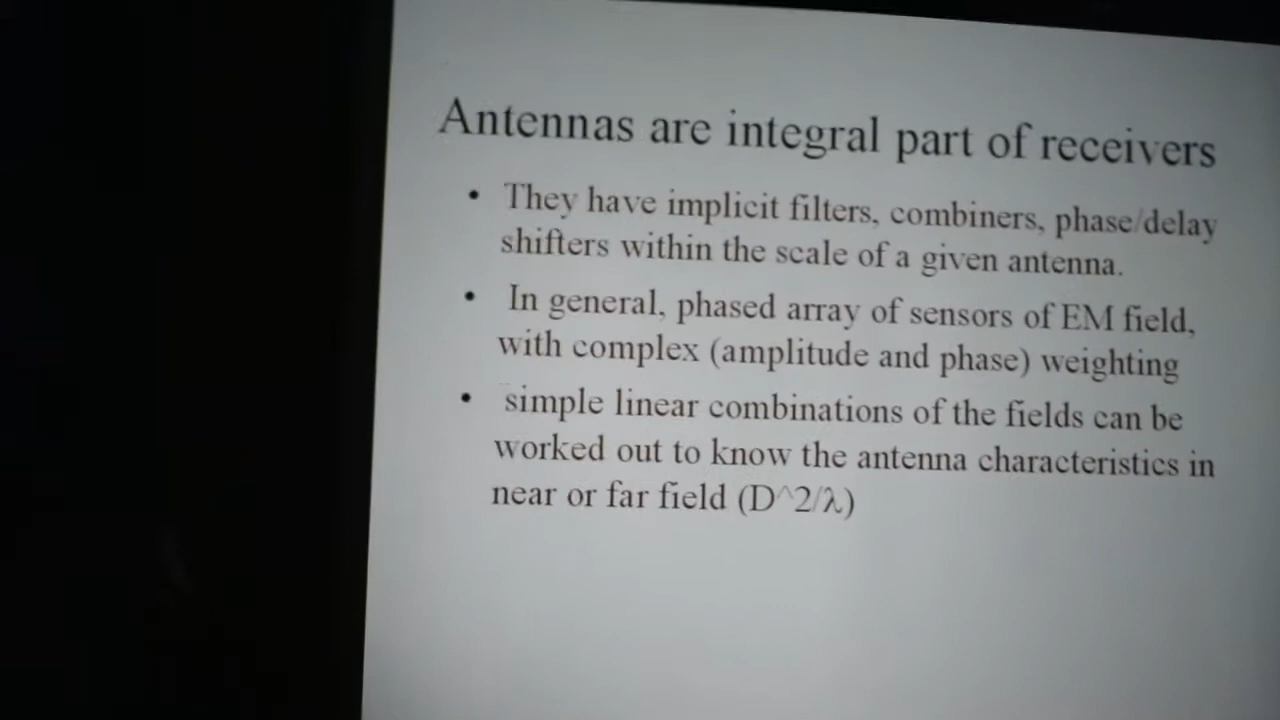 Antennas are integral part of receivers
• They have implicit filters, combiners, phase/delay
shifters within the scale of a given antenna.
• In general, phased array of sensors of EM field,
with complex (amplitude and phase) weighting
• simple linear combinations of the fields can be
worked out to know the antenna characteristics in
near or far field (D^2/λ)